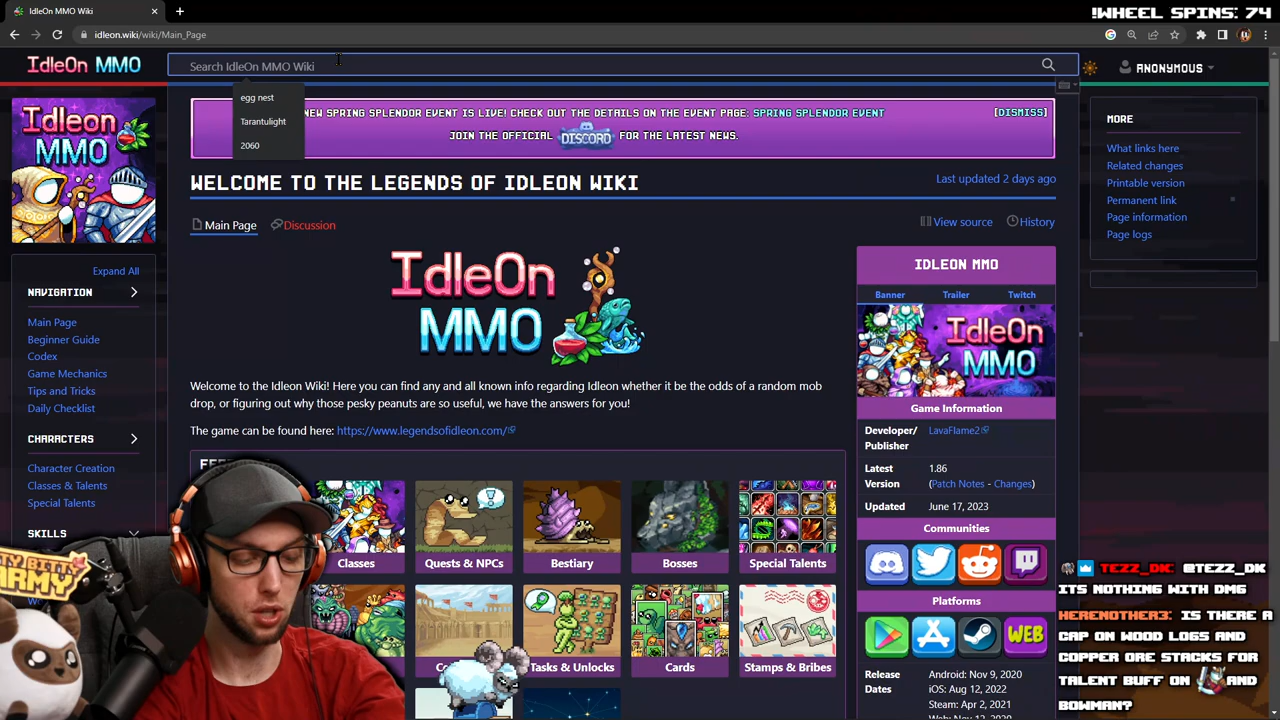 IdleOn MMO Wiki
!WHEEL SPINS: 74
idleon.wiki/wiki/Main_Page
IDLEON MMO
Search IdleOn MMO Wiki
ANONYMOUS
egg nest
Tarantulight
2060
NEW SPRING SPLENDOR EVENT IS LIVE! CHECK OUT THE DETAILS ON THE EVENT PAGE: SPRING SPLENDOR EVENT
[DISMISS]
JOIN THE OFFICIAL DISCORD FOR THE LATEST NEWS.
Idleon
MMO
WELCOME TO THE LEGENDS OF IDLEON WIKI
Last updated 2 days ago
Main Page
Discussion
View source
History
MORE
What links here
Related changes
Printable version
Permanent link
Page information
Page logs
Expand All
NAVIGATION
Main Page
Beginner Guide
Codex
Game Mechanics
Tips and Tricks
Daily Checklist
CHARACTERS
Character Creation
Classes & Talents
Special Talents
SKILLS
IdleOn
MMO
Welcome to the Idleon Wiki! Here you can find any and all known info regarding Idleon whether it be the odds of a random mob
drop, or figuring out why those pesky peanuts are so useful, we have the answers for you!
The game can be found here: https://www.legendsofidleon.com/
Classes
Quests & NPCs
Bestiary
Bosses
Special Talents
Tasks & Unlocks
Cards
Stamps & Bribes
IDLEON MMO
Banner
Trailer
Twitch
IdleOn
MMO
Game Information
Developer/
Publisher
LavaFlame2
Latest
Version
1.86
(Patch Notes - Changes)
Updated
June 17, 2023
Communities
Platforms
WEB
Release
Dates
Android: Nov 9, 2020
iOS: Aug 12, 2022
Steam: Apr 2, 2021
TEZZ_DK: @TEZZ_DK
ITS NOTHING WITH DMG
HERENOTHER3: IS THERE A
CAP ON WOOD LOGS AND
COPPER ORE STACKS FOR
TALENT BUFF ON AND
BOWMAN?
ARMY